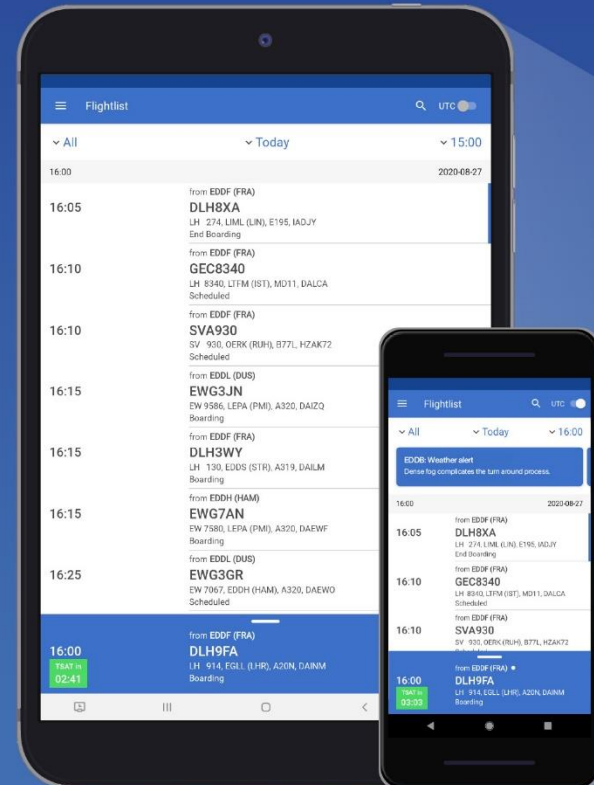 Flightlist
UTC
All
Today
15:00
16:00
2020-08-27
16:05
from EDDF (FRA)
DLH8XA
LH 274, LIML (LIN), E195, IADJY
End Boarding
16:10
from EDDF (FRA)
GEC8340
LH 8340, LTFM (IST), MD11, DALCA
Scheduled
16:10
from EDDF (FRA)
SVA930
SV 930, OERK (RUH), B77L, HZAK72
Scheduled
16:15
from EDDL (DUS)
EWG3JN
EW 9586, LEPA (PMI), A320, DAIZQ
Boarding
16:15
from EDDF (FRA)
DLH3WY
LH 130, EDDS (STR), A319, DAILM
Boarding
16:15
from EDDH (HAM)
EWG7AN
EW 7580, LEPA (PMI), A320, DAEWF
Boarding
16:25
from EDDL (DUS)
EWG3GR
EW 7067, EDDH (HAM), A320, DAEWO
Scheduled
16:00
TSAT in
02:41
from EDDF (FRA)
DLH9FA
LH 914, EGLL (LHR), A20N, DAINM
Boarding
Flightlist
UTC
All
Today
16:00
EDDB: Weather alert
Dense fog complicates the turn around process.
16:00
2020-08-27
16:05
from EDDF (FRA)
DLH8XA
LH 274, LIML (LIN), E195, IADJY
End Boarding
16:10
from EDDF (FRA)
GEC8340
LH 8340, LTFM (IST), MD11, DALCA
Scheduled
16:10
from EDDF (FRA)
SVA930
SV 930, OERK (RUH), B77L, HZAK72
16:00
TSAT in
03:03
from EDDF (FRA)
DLH9FA
LH 914, EGLL (LHR), A20N, DAINM
Boarding